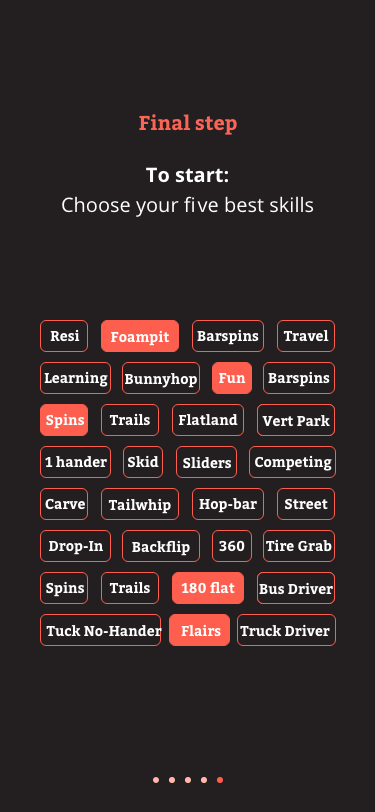 Final step
To start:
Choose your five best skills
Resi Foampit Barspins Travel
Learning Bunnyhop Fun Barspins
Spins Trails Flatland Vert Park
1 hander Skid Sliders Competing
Carve Tailwhip Hop-bar Street
Drop-In Backflip 360 Tire Grab
Spins Trails 180 flat Bus Driver
Tuck No-Hander Flairs Truck Driver